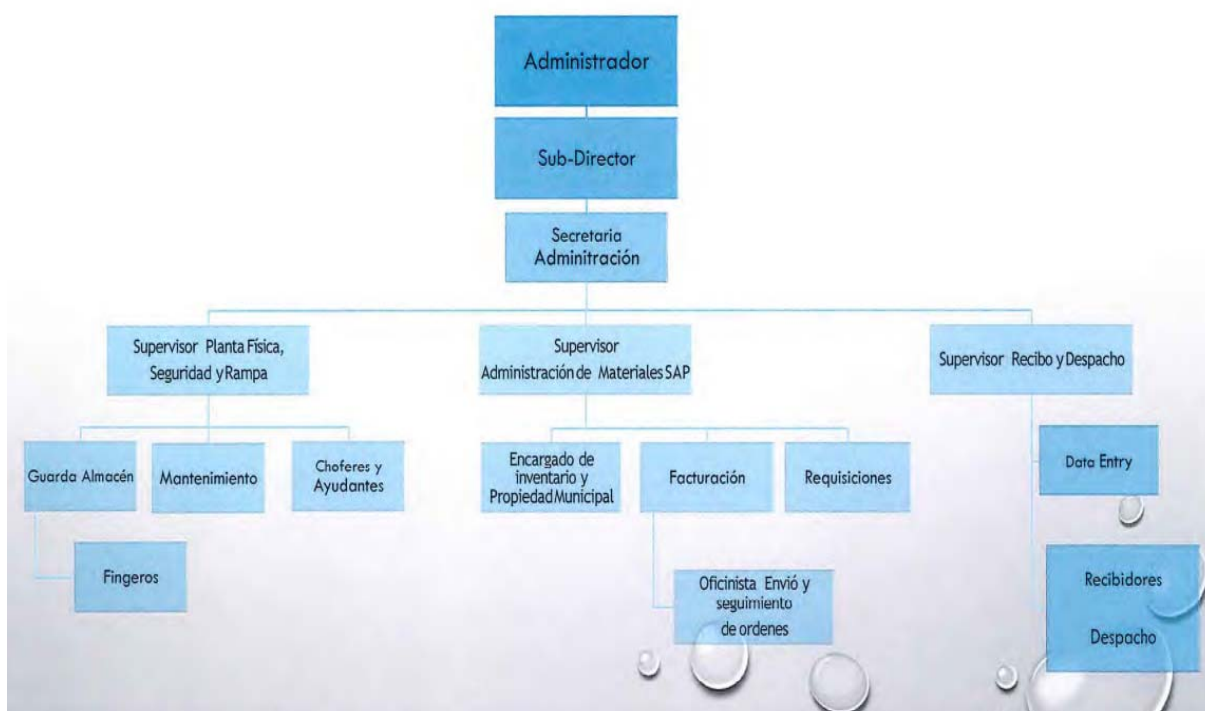 Administrador
Sub-Director
Secretaria
Adminitración
Supervisor Planta Física,
Seguridad y Rampa
Supervisor
Administración de Materiales SAP
Supervisor Recibo y Despacho
Guarda Almacén
Mantenimiento
Choferes y
Ayudantes
Encargado de
inventario y
Propiedad Municipal
Facturación
Requisiciones
Data Entry
Fingeros
Oficinista Envió y
seguimiento
de ordenes
Recibidores
Despacho